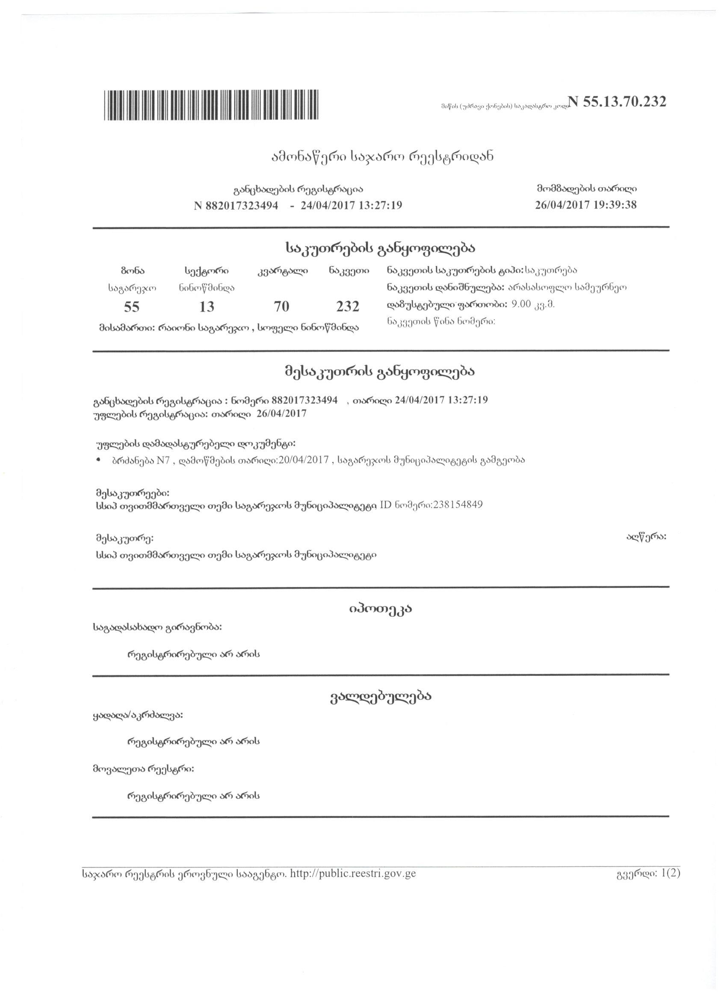 მიწის (უძრავი ქონების) საკადასტრო კოდი N 55.13.70.232
ამონაწერი საჯარო რეესტრიდან
განცხადების რეგისტრაცია
N 882017323494 - 24/04/2017 13:27:19
მომზადების თარიღი
26/04/2017 19:39:38
საკუთრების განყოფილება
ზონა სექტორი კვარტალი ნაკვეთი
საგარეჯო ნინოწმინდა
55 13 70 232
მისამართი: რაიონი საგარეჯო , სოფელი ნინოწმინდა
ნაკვეთის საკუთრების ტიპი: საკუთრება
ნაკვეთის დანიშნულება: არასასოფლო სამეურნეო
დაზუსტებული ფართობი: 9.00 კვ.მ.
ნაკვეთის წინა ნომერი:
მესაკუთრის განყოფილება
განცხადების რეგისტრაცია : ნომერი 882017323494 , თარიღი 24/04/2017 13:27:19
უფლების რეგისტრაცია: თარიღი 26/04/2017
უფლების დამადასტურებელი დოკუმენტი:
• ბრძანება N7 , დამოწმების თარიღი:20/04/2017 , საგარეჯოს მუნიციპალიტეტის გამგეობა
მესაკუთრეები:
სსიპ თვითმმართველი თემი საგარეჯოს მუნიციპალიტეტი ID ნომერი:238154849
მესაკუთრე: აღწერა:
სსიპ თვითმმართველი თემი საგარეჯოს მუნიციპალიტეტი
იპოთეკა
საგადასახადო გირავნობა:
რეგისტრირებული არ არის
ვალდებულება
ყადაღა/აკრძალვა:
რეგისტრირებული არ არის
მოვალეთა რეესტრი:
რეგისტრირებული არ არის
საჯარო რეესტრის ეროვნული სააგენტო. http://public.reestri.gov.ge გვერდი: 1(2)